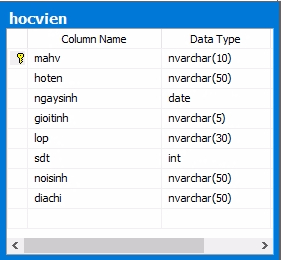 hocvien
Column Name Data Type
mahv nvarchar(10)
hoten nvarchar(50)
ngaysinh date
gioitinh nvarchar(5)
lop nvarchar(30)
sdt int
noisinh nvarchar(50)
diachi nvarchar(50)